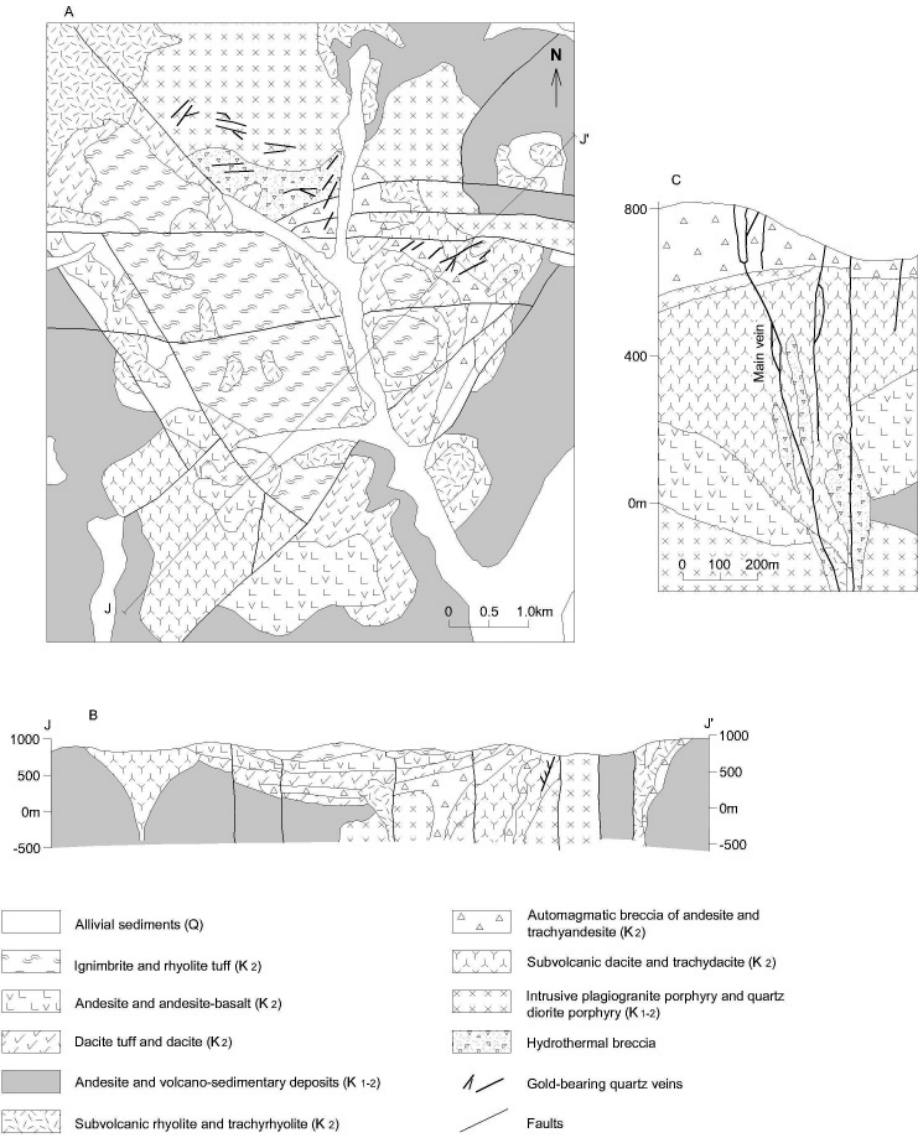 A
N
J'
J
0 0.5 1.0km
C
800
400
0m
Main vein
0 100 200m
J
B
J'
1000
500
0m
-500
1000
500
0m
-500
Allivial sediments (Q)
Ignimbrite and rhyolite tuff (K 2)
Andesite and andesite-basalt (K 2)
Dacite tuff and dacite (K 2)
Andesite and volcano-sedimentary deposits (K 1-2)
Subvolcanic rhyolite and trachyrhyolite (K 2)
Automagmatic breccia of andesite and
trachyandesite (K 2)
Subvolcanic dacite and trachydacite (K 2)
Intrusive plagiogranite porphyry and quartz
diorite porphyry (K 1-2)
Hydrothermal breccia
Gold-bearing quartz veins
Faults